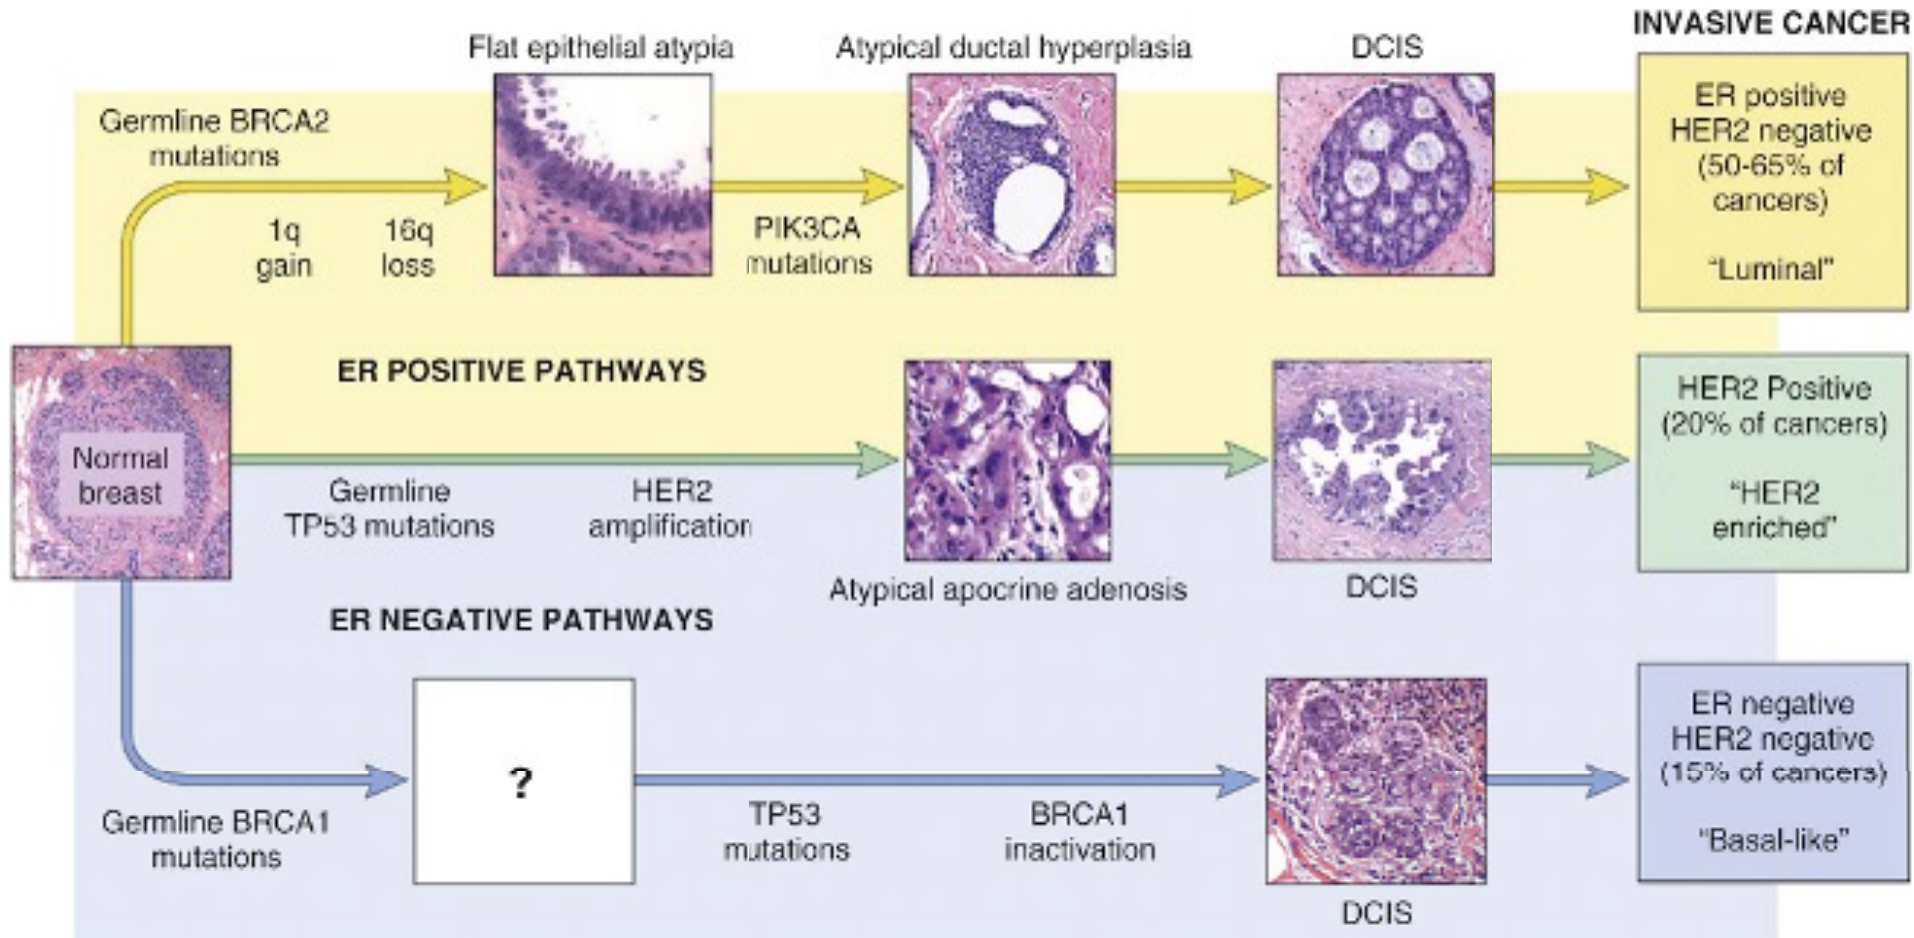 INVASIVE CANCER
Flat epithelial atypia
Atypical ductal hyperplasia
DCIS
Germline BRCA2
mutations
1q
gain
16q
loss
PIK3CA
mutations
ER positive
HER2 negative
(50-65% of
cancers)
“Luminal”
ER POSITIVE PATHWAYS
Normal
breast
Germline
TP53 mutations
HER2
amplification
Atypical apocrine adenosis
DCIS
HER2 Positive
(20% of cancers)
“HER2
enriched”
ER NEGATIVE PATHWAYS
Germline BRCA1
mutations
?
TP53
mutations
BRCA1
inactivation
DCIS
ER negative
HER2 negative
(15% of cancers)
“Basal-like”